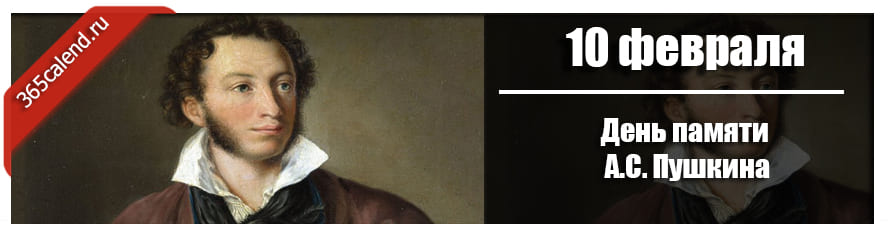 365calend.ru
10 февраля
День памяти
А.С. Пушкина